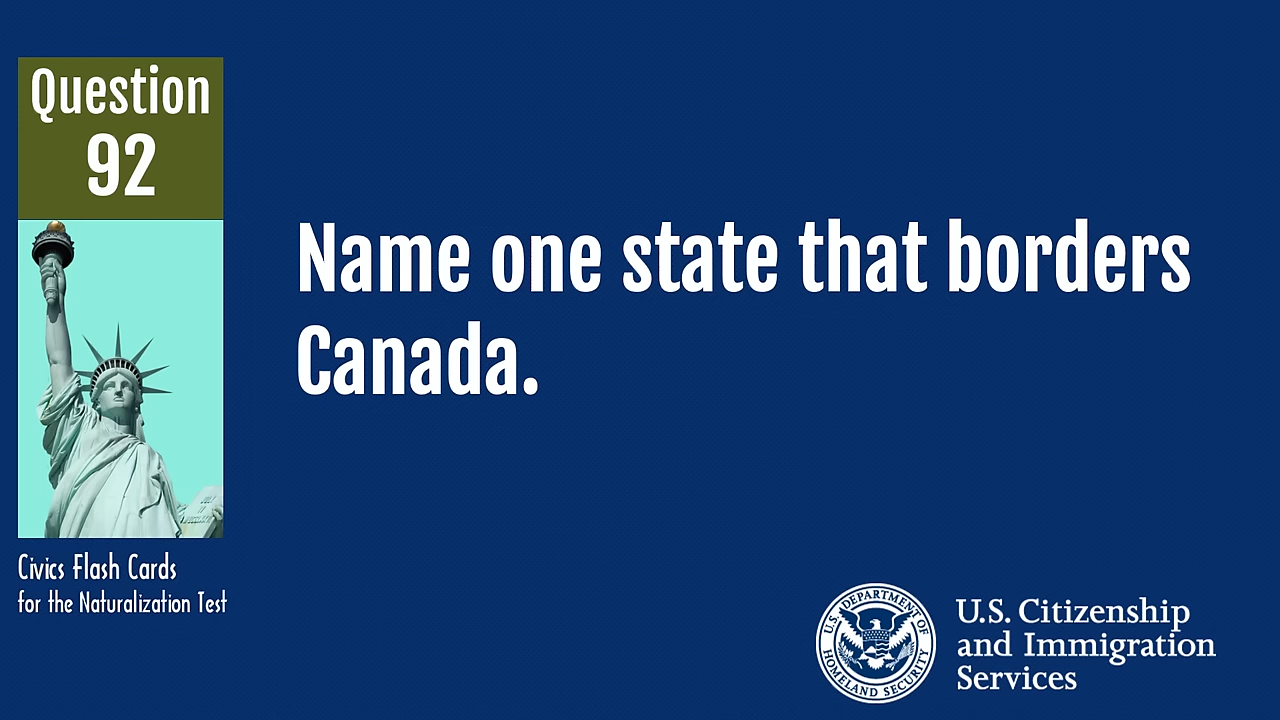 Question
92
Name one state that borders
Canada.
Civics Flash Cards
for the Naturalization Test
U.S. DEPARTMENT OF
HOMELAND SECURITY
U.S. Citizenship
and Immigration
Services